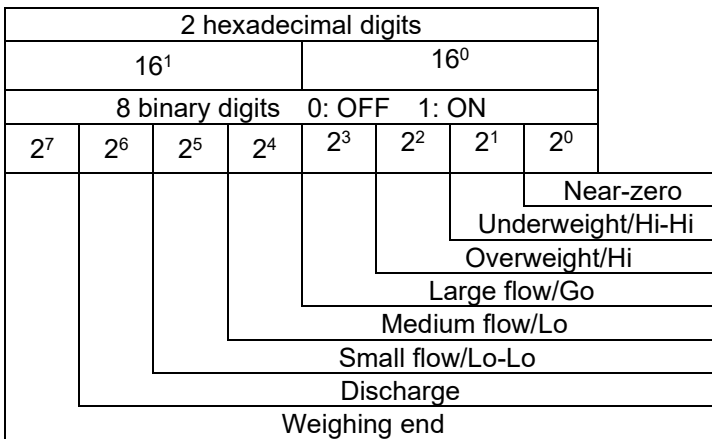 2 hexadecimal digits
16¹ 16⁰
8 binary digits 0: OFF 1: ON
2⁷ 2⁶ 2⁵ 2⁴ 2³ 2² 2¹ 2⁰
Near-zero
Underweight/Hi-Hi
Overweight/Hi
Large flow/Go
Medium flow/Lo
Small flow/Lo-Lo
Discharge
Weighing end